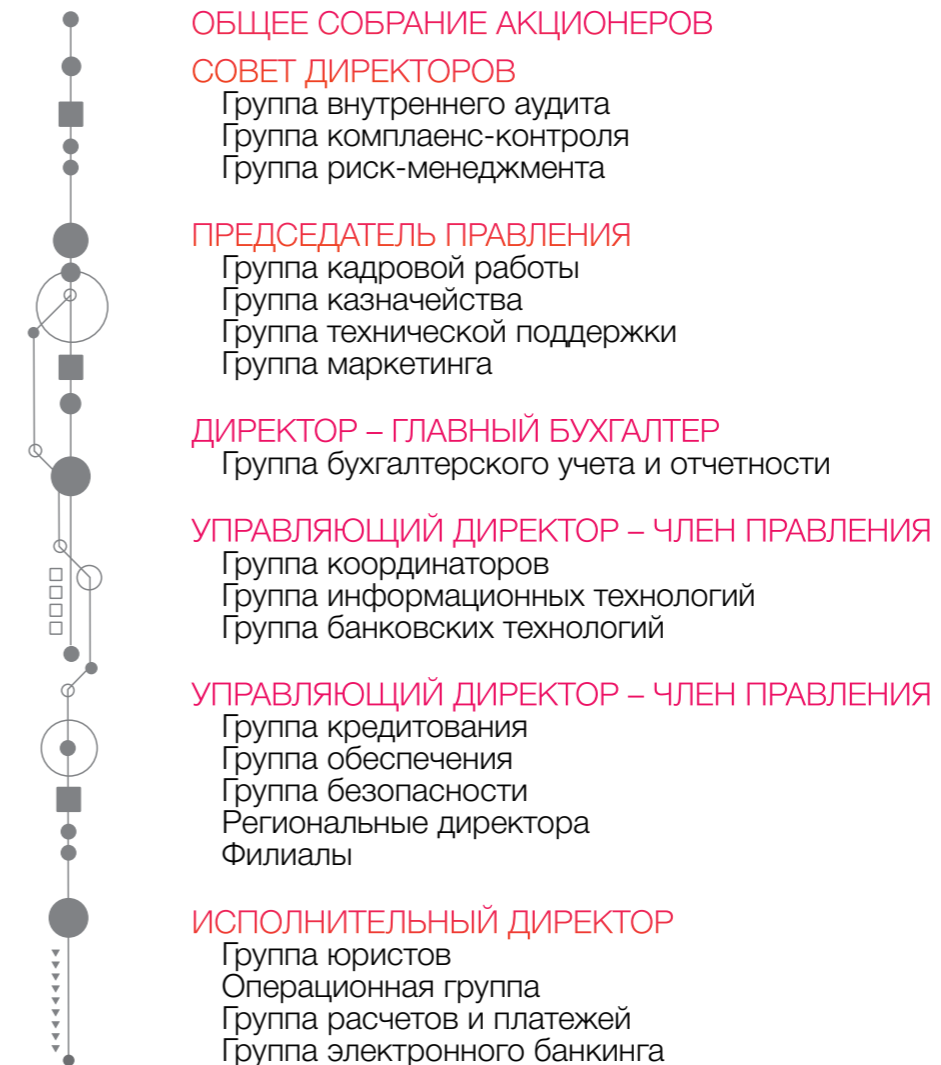 ОБЩЕЕ СОБРАНИЕ АКЦИОНЕРОВ
СОВЕТ ДИРЕКТОРОВ
Группа внутреннего аудита
Группа комплаенс-контроля
Группа риск-менеджмента
ПРЕДСЕДАТЕЛЬ ПРАВЛЕНИЯ
Группа кадровой работы
Группа казначейства
Группа технической поддержки
Группа маркетинга
ДИРЕКТОР – ГЛАВНЫЙ БУХГАЛТЕР
Группа бухгалтерского учета и отчетности
УПРАВЛЯЮЩИЙ ДИРЕКТОР – ЧЛЕН ПРАВЛЕНИЯ
Группа координаторов
Группа информационных технологий
Группа банковских технологий
УПРАВЛЯЮЩИЙ ДИРЕКТОР – ЧЛЕН ПРАВЛЕНИЯ
Группа кредитования
Группа обеспечения
Группа безопасности
Региональные директора
Филиалы
ИСПОЛНИТЕЛЬНЫЙ ДИРЕКТОР
Группа юристов
Операционная группа
Группа расчетов и платежей
Группа электронного банкинга